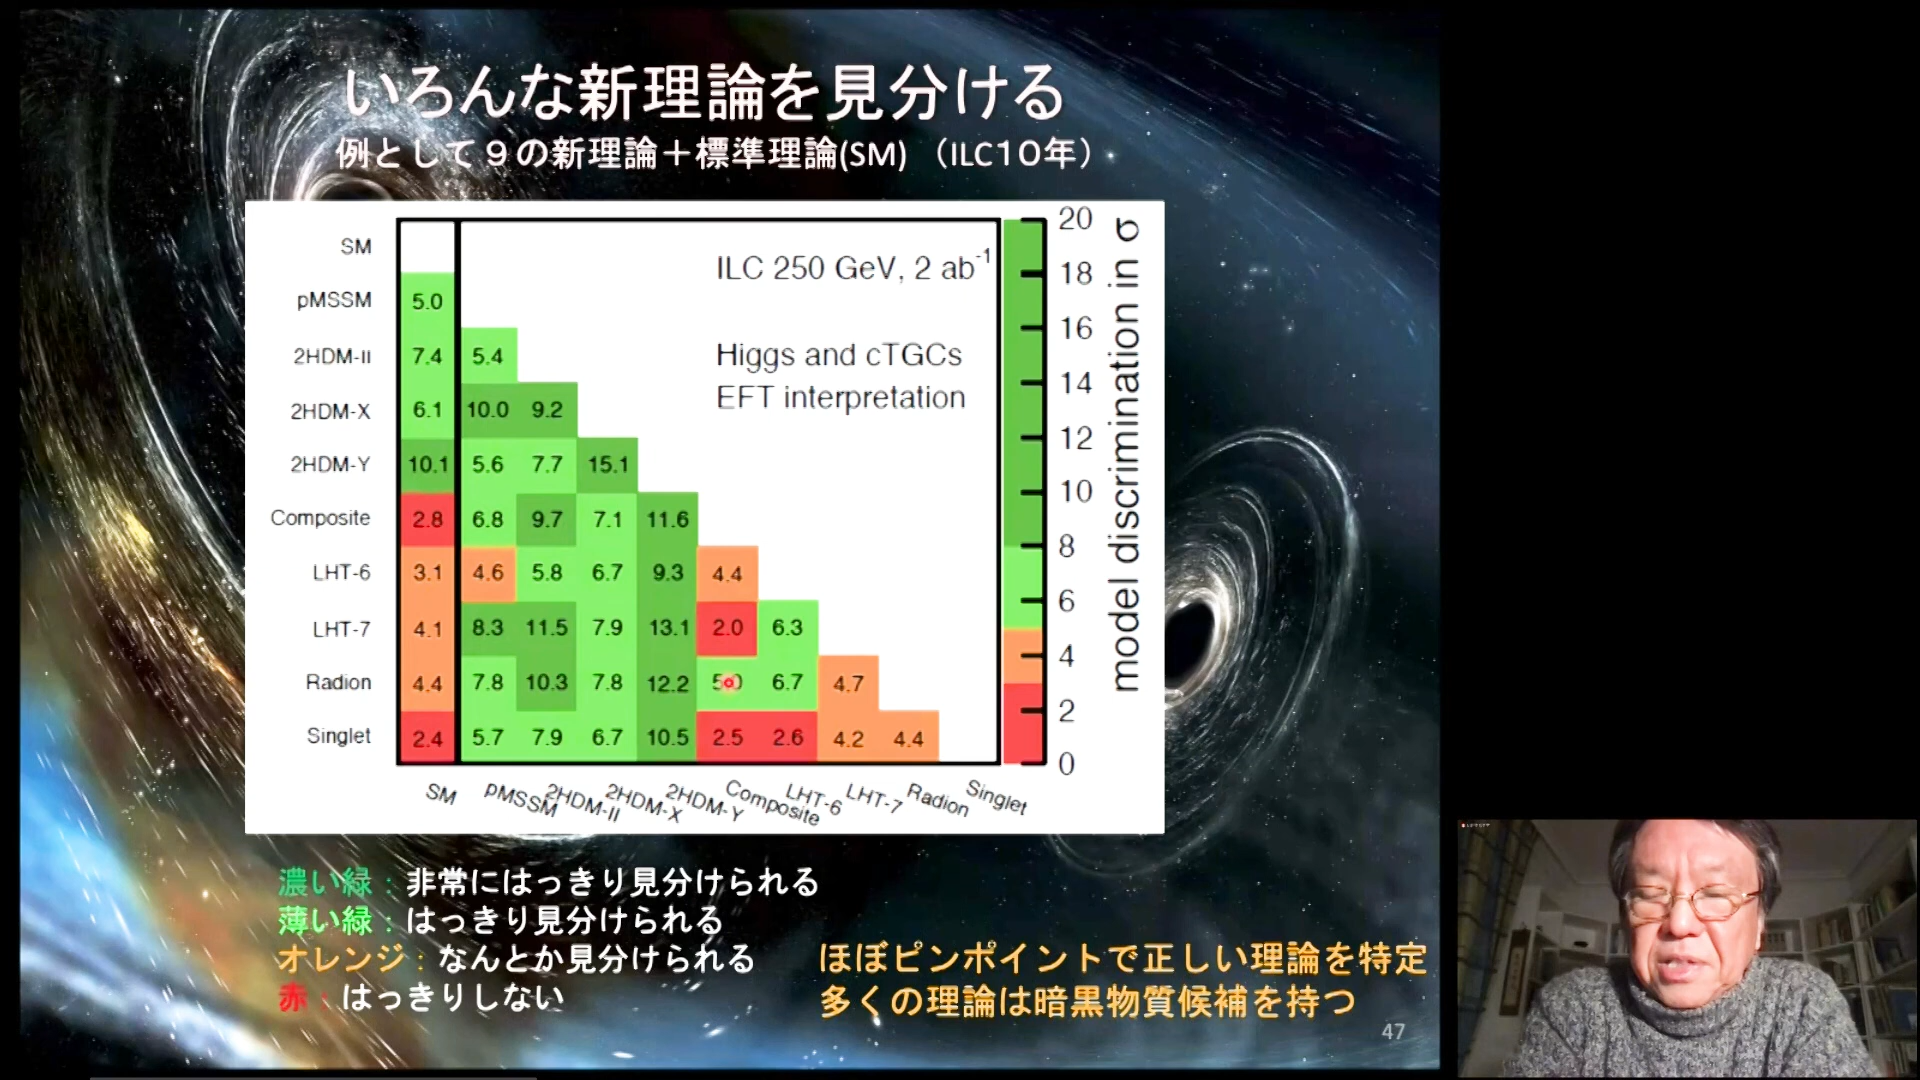 いろんな新理論を見分ける
例として９の新理論＋標準理論(SM) （ILC１０年）
ILC 250 GeV, 2 ab-1
Higgs and cTGCs
EFT interpretation
SM
pMSSM 5.0
2HDM-II 7.4 5.4
2HDM-X 6.1 10.0 9.2
2HDM-Y 10.1 5.6 7.7 15.1
Composite 2.8 6.8 9.7 7.1 11.6
LHT-6 3.1 4.6 5.8 6.7 9.3 4.4
LHT-7 4.1 8.3 11.5 7.9 13.1 2.0 6.3
Radion 4.4 7.8 10.3 7.8 12.2 5.0 6.7 4.7
Singlet 2.4 5.7 7.9 6.7 10.5 2.5 2.6 4.2 4.4
SM pMSSM 2HDM-II 2HDM-X 2HDM-Y Composite LHT-6 LHT-7 Radion Singlet
20
18
16
14
12
10
8
6
4
2
0
model discrimination in σ
濃い緑：非常にはっきり見分けられる
薄い緑：はっきり見分けられる
オレンジ：なんとか見分けられる
赤：はっきりしない
ほぼピンポイントで正しい理論を特定
多くの理論は暗黒物質候補を持つ
47